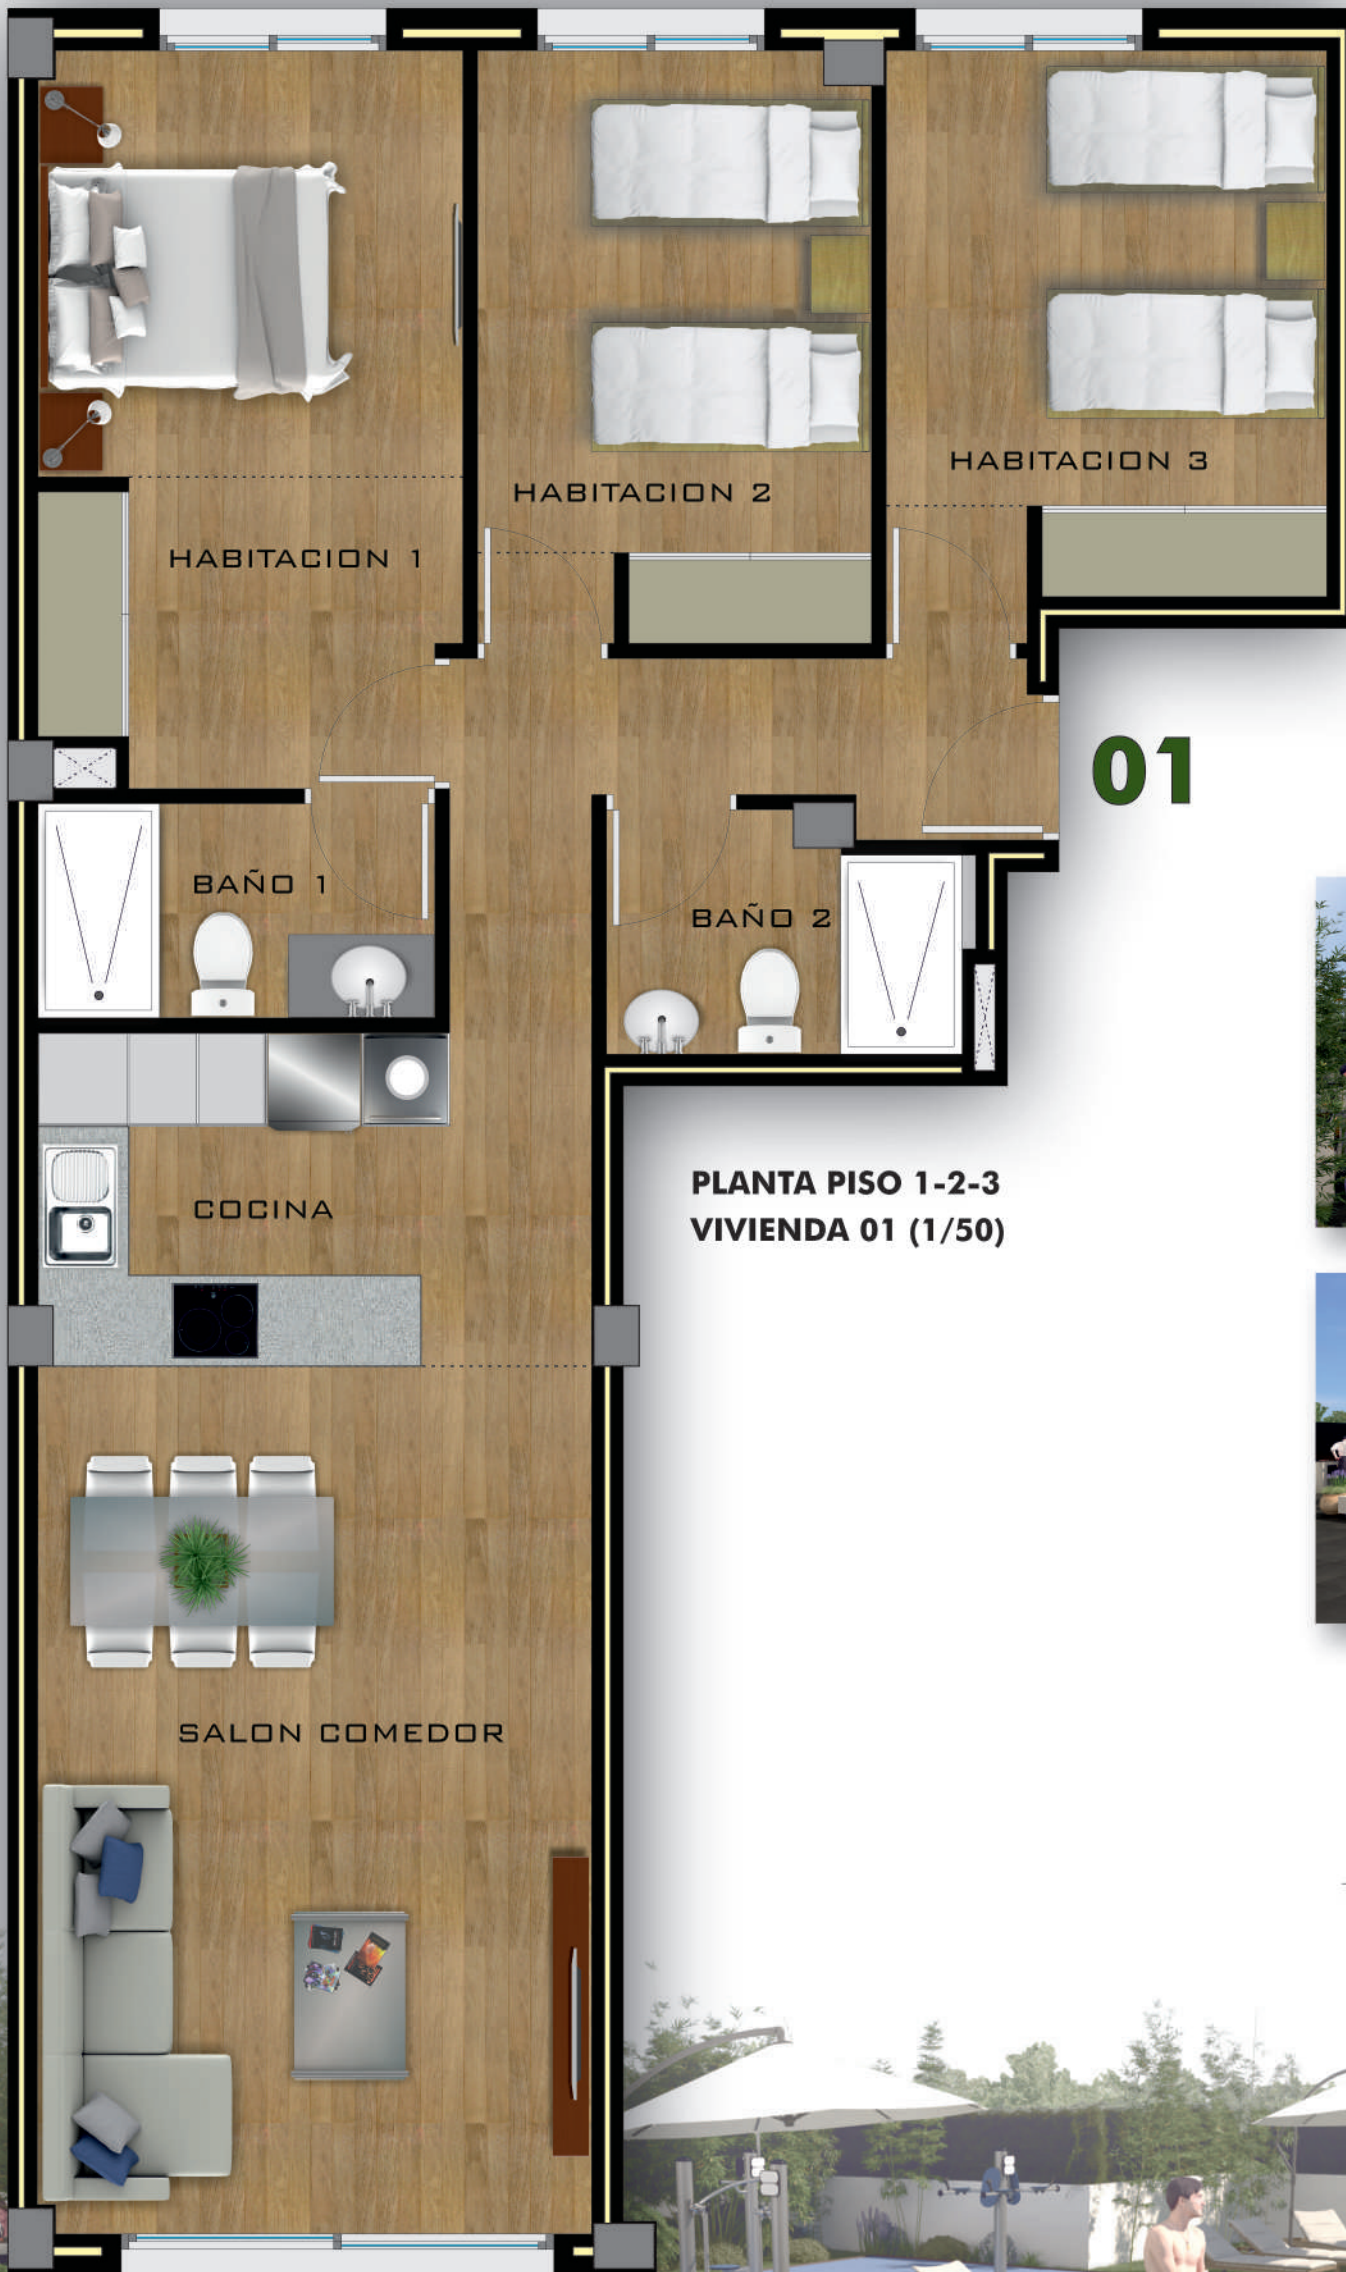 HABITACION 3
HABITACION 2
HABITACION 1
01
BAÑO 1
BAÑO 2
PLANTA PISO 1-2-3
VIVIENDA 01 (1/50)
COCINA
SALON COMEDOR